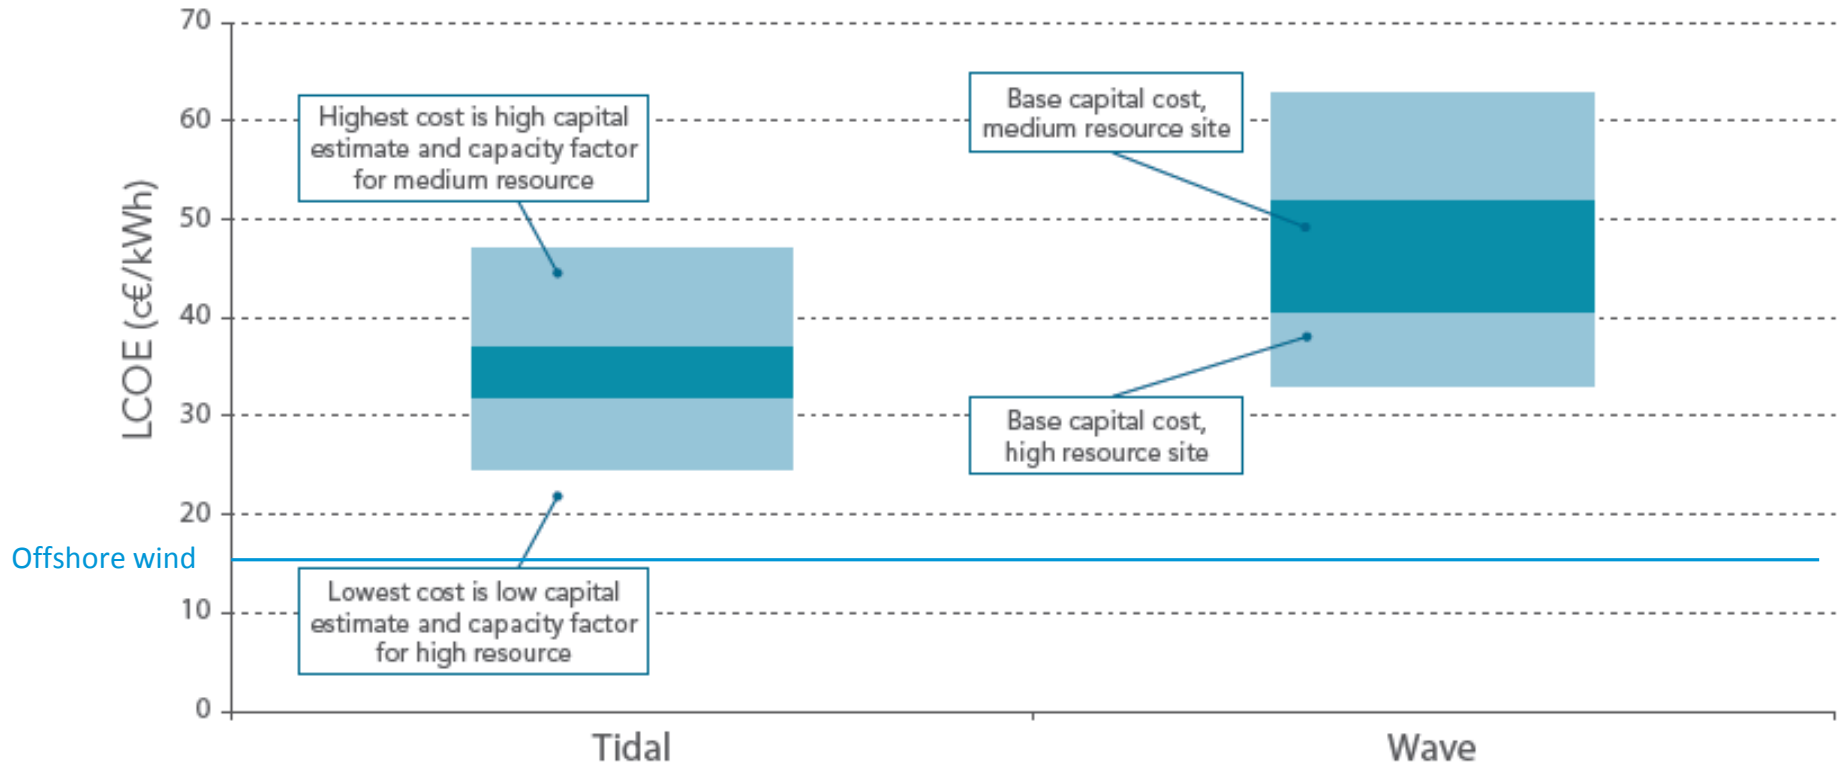 70
60
50
40
30
20
10
0
LCOE (c€/kWh)
Offshore wind
Highest cost is high capital
estimate and capacity factor
for medium resource
Lowest cost is low capital
estimate and capacity factor
for high resource
Base capital cost,
medium resource site
Base capital cost,
high resource site
Tidal
Wave